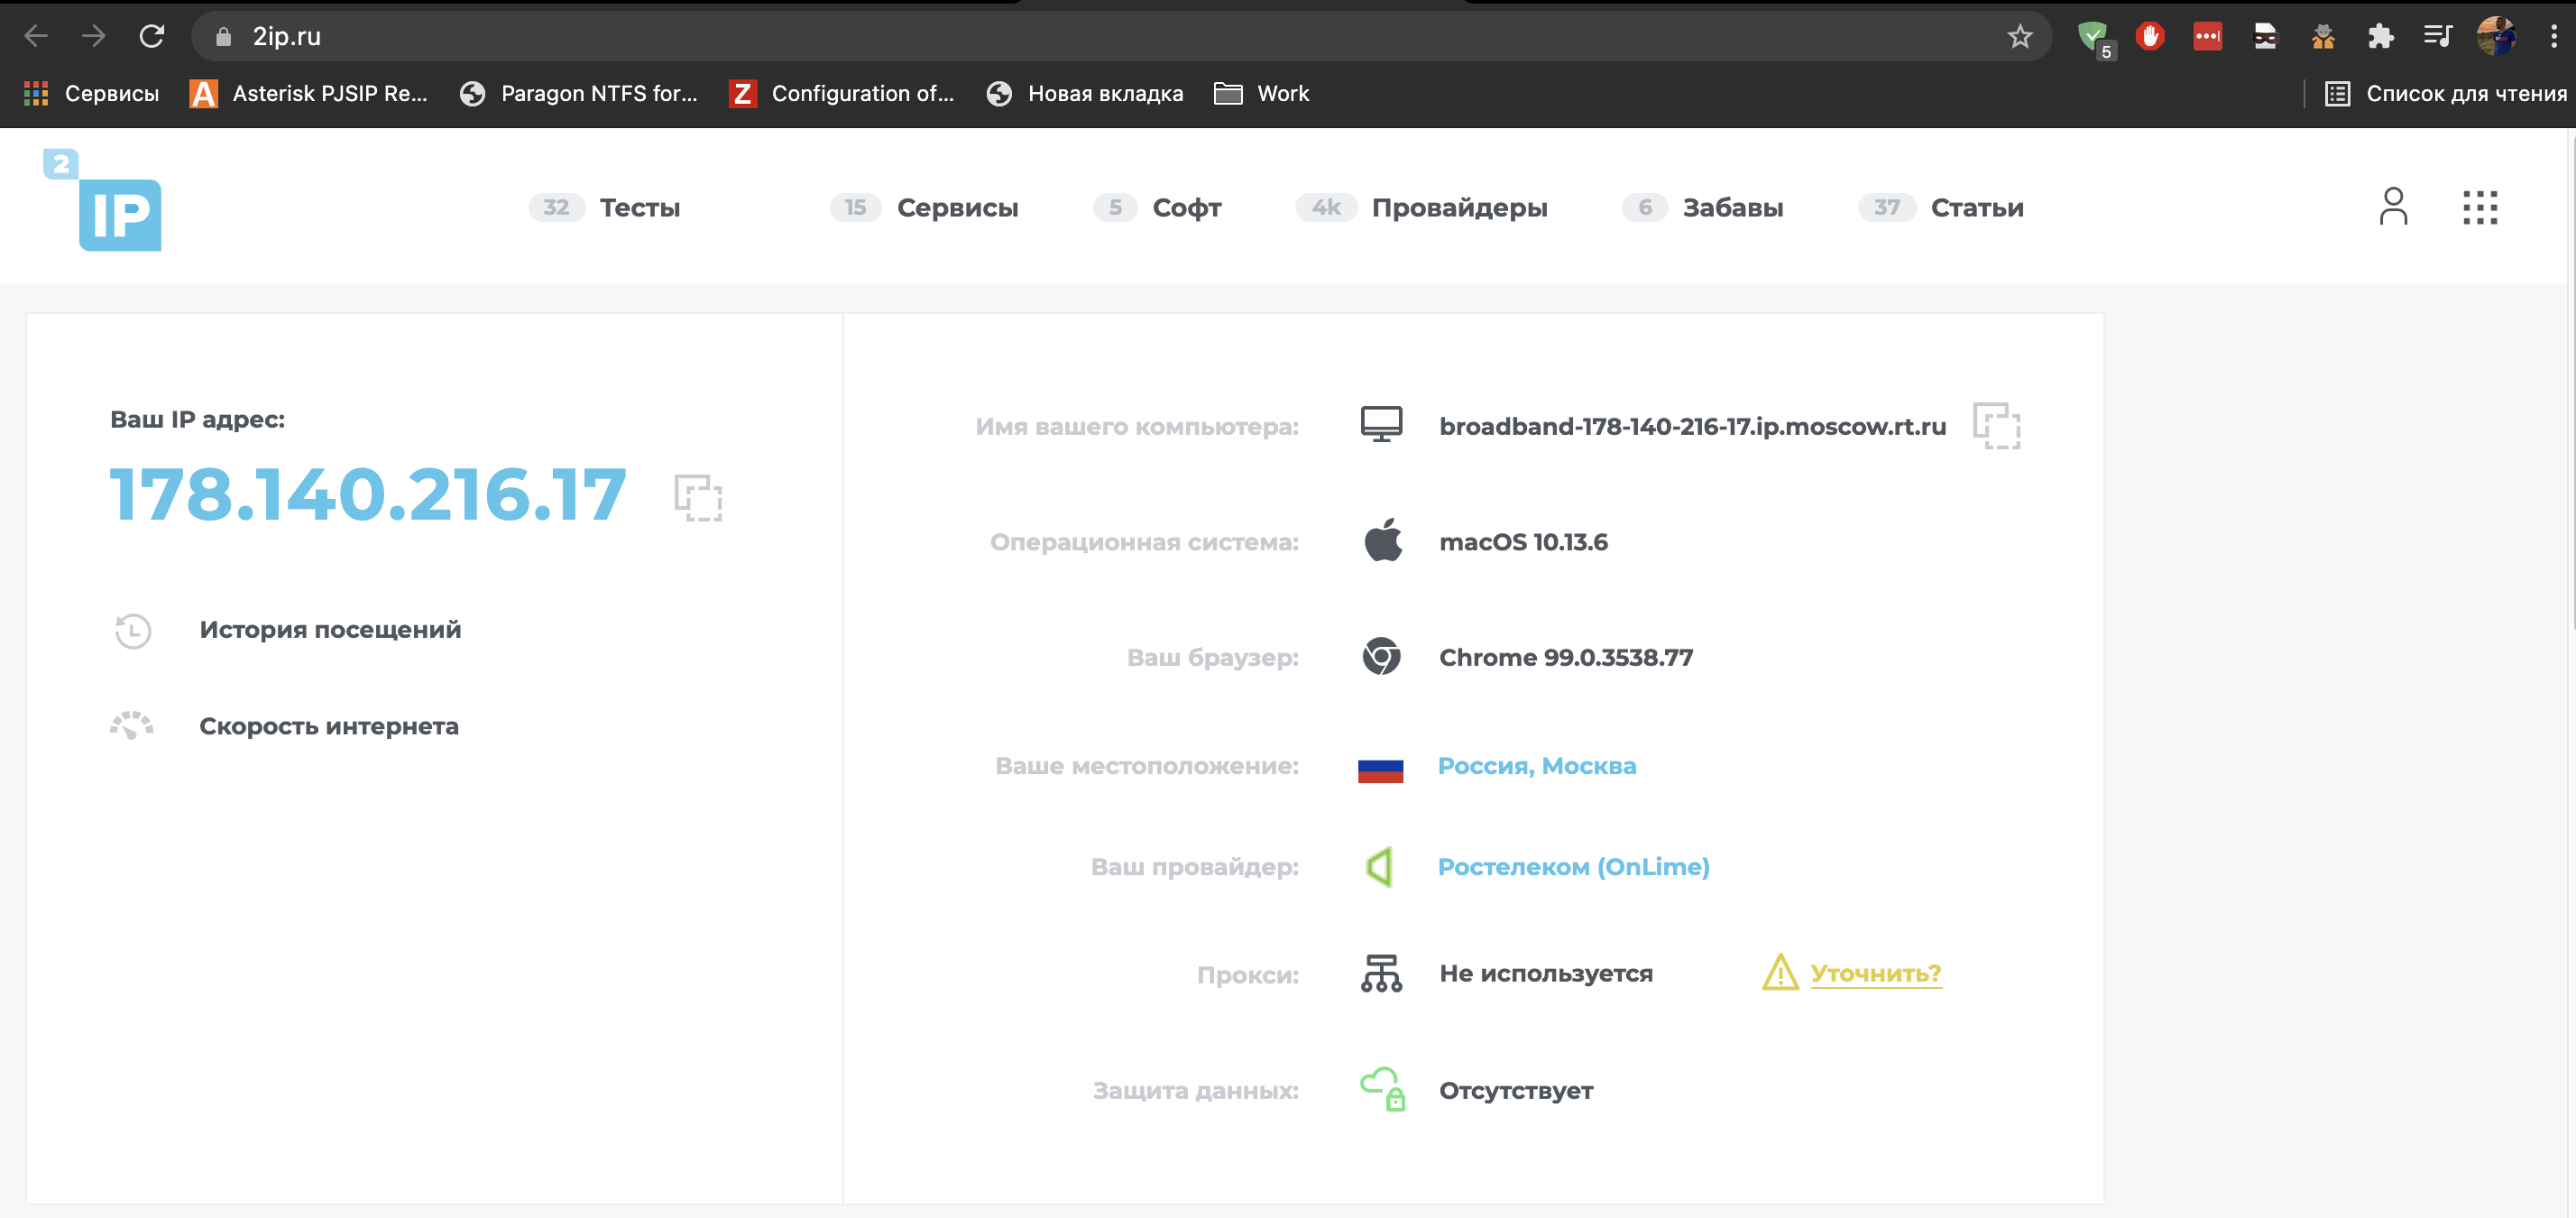 2ip.ru
5
Сервисы
Asterisk PJSIP Re...
Paragon NTFS for...
Z
Configuration of...
Новая вкладка
Work
Список для чтения
2
IP
32 Тесты
15 Сервисы
5 Софт
4k Провайдеры
6 Забавы
37 Статьи
Ваш IP адрес:
178.140.216.17
История посещений
Скорость интернета
Имя вашего компьютера: broadband-178-140-216-17.ip.moscow.rt.ru
Операционная система: macOS 10.13.6
Ваш браузер: Chrome 99.0.3538.77
Ваше местоположение: Россия, Москва
Ваш провайдер: Ростелеком (OnLime)
Прокси: Не используется Уточнить?
Защита данных: Отсутствует